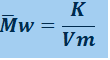 M̅w = K / Vm